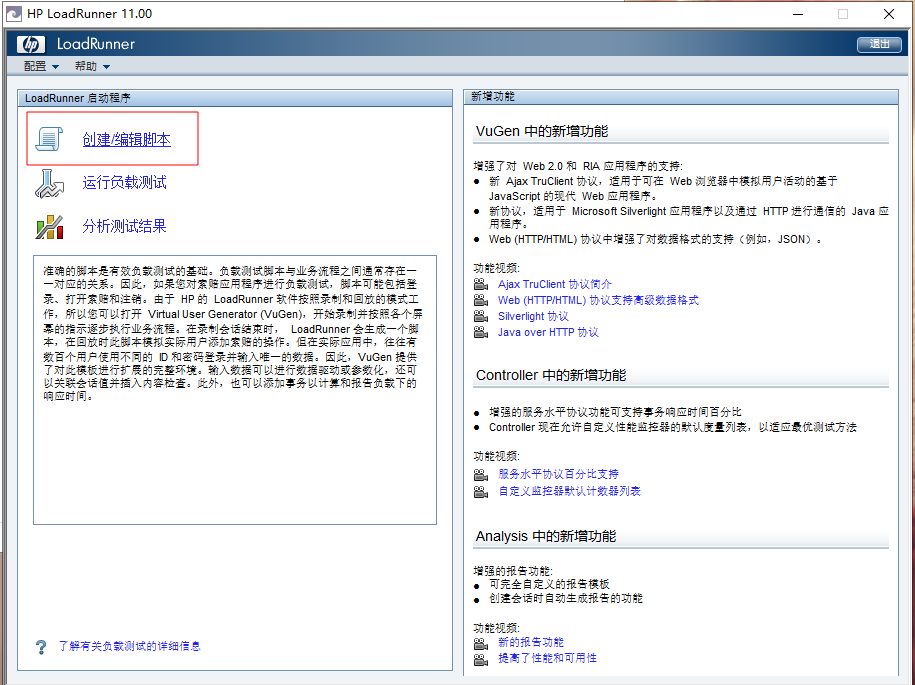 HP LoadRunner 11.00
hp LoadRunner
退出
配置 帮助
LoadRunner 启动程序
创建/编辑脚本
运行负载测试
分析测试结果
准确的脚本是有效负载测试的基础。负载测试脚本与业务流程之间通常存在一
一对应的关系。因此，如果您对索赔应用程序进行负载测试，脚本可能包括登
录、打开索赔和注销。由于 HP 的 LoadRunner 软件按照录制和回放的模式工
作，所以您可以打开 Virtual User Generator (VuGen)，开始录制并按照各个屏
幕的指示逐步执行业务流程。在录制会话结束时， LoadRunner 会生成一个脚
本，在回放时此脚本模拟实际用户添加索赔的操作。但在实际应用中，往往有
数百个用户使用不同的 ID 和密码登录并输入唯一的数据。因此，VuGen 提供
了对此模板进行扩展的完整环境。输入数据可以进行数据驱动或参数化，还可
以关联会话值并插入内容检查。此外，也可以添加事务以计算和报告负载下的
响应时间。
? 了解有关负载测试的详细信息
新增功能
VuGen 中的新增功能
增强了对 Web 2.0 和 RIA 应用程序的支持:
● 新 Ajax TruClient 协议，适用于可在 Web 浏览器中模拟用户活动的基于
JavaScript 的现代 Web 应用程序。
● 新协议，适用于 Microsoft Silverlight 应用程序以及通过 HTTP 进行通信的 Java 应
用程序。
● Web (HTTP/HTML) 协议中增强了对数据格式的支持（例如，JSON）。
功能视频:
Ajax TruClient 协议简介
Web (HTTP/HTML) 协议支持高级数据格式
Silverlight 协议
Java over HTTP 协议
Controller 中的新增功能
● 增强的服务水平协议功能可支持事务响应时间百分比
● Controller 现在允许自定义性能监控器的默认度量列表，以适应最优测试方法
功能视频:
服务水平协议百分比支持
自定义监控器默认计数器列表
Analysis 中的新增功能
增强的报告功能:
● 可完全自定义的报告模板
● 创建会话时自动生成报告的功能
功能视频:
新的报告功能
提高了性能和可用性